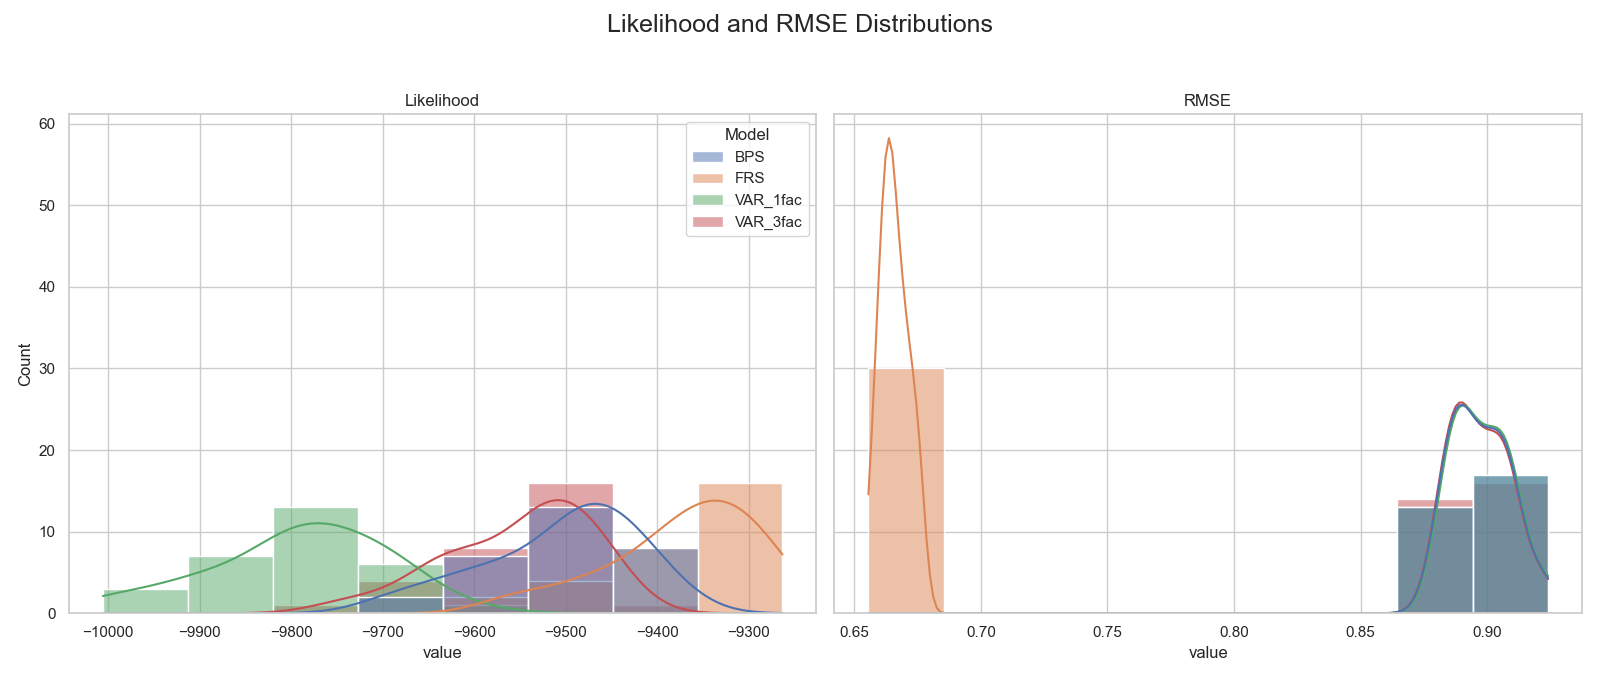 Likelihood and RMSE Distributions
Likelihood
RMSE
60
50
40
30
20
10
0
Count
Model
BPS
FRS
VAR_1fac
VAR_3fac
−10000 −9900 −9800 −9700 −9600 −9500 −9400 −9300
value
0.65 0.70 0.75 0.80 0.85 0.90
value